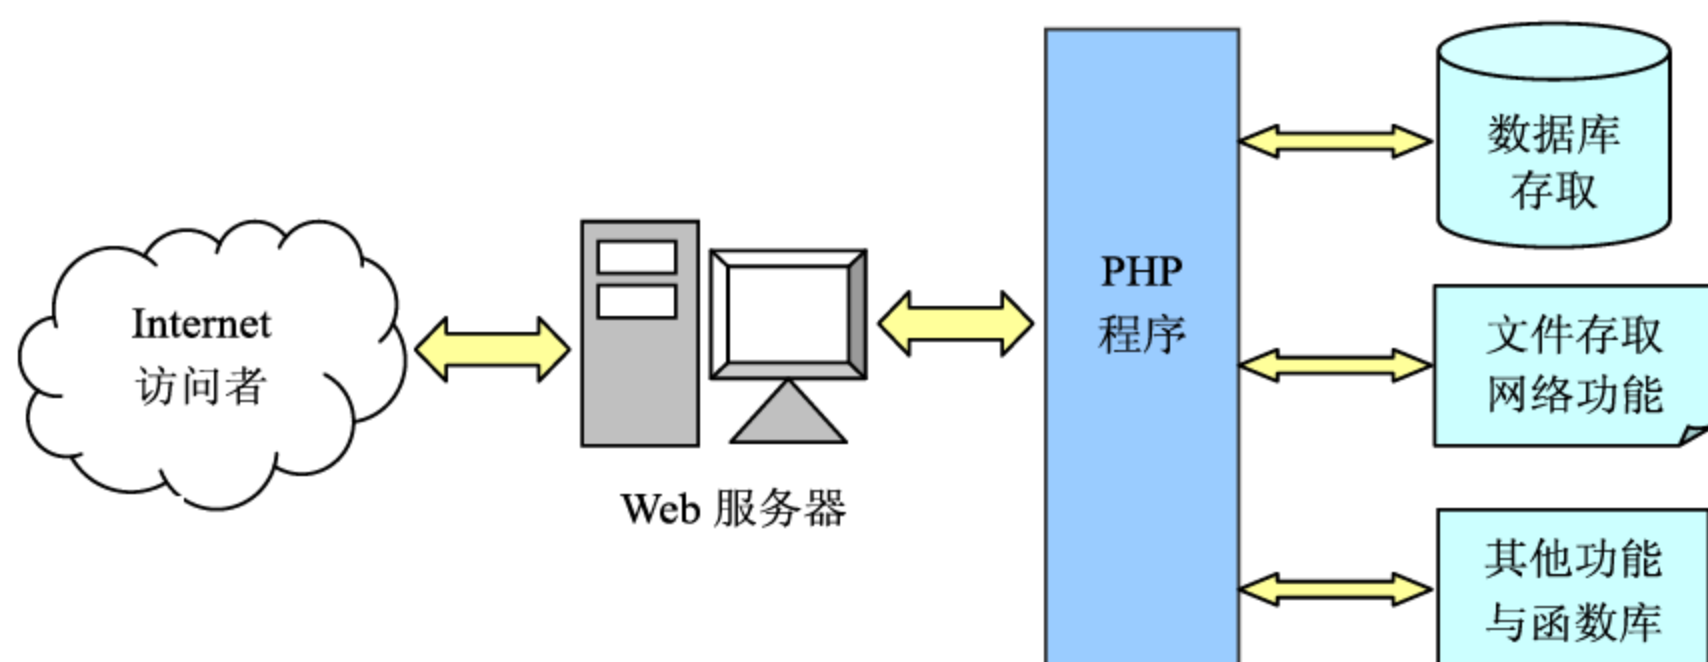 Internet
访问者
Web 服务器
PHP
程序
数据库
存取
文件存取
网络功能
其他功能
与函数库